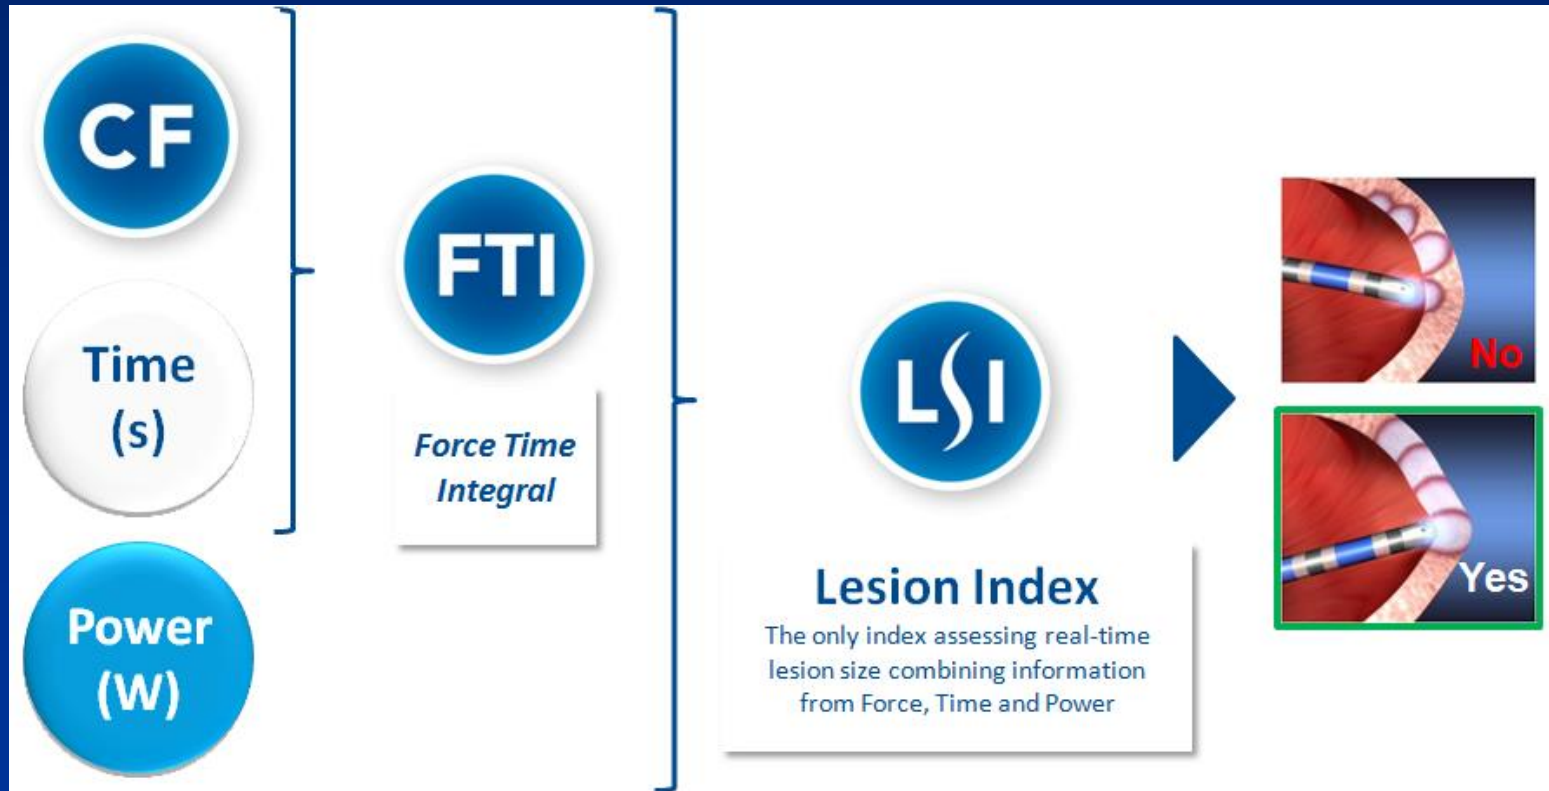 CF
Time
(s)
Power
(W)
FTI
Force Time
Integral
LSI
Lesion Index
The only index assessing real-time
lesion size combining information
from Force, Time and Power
No
Yes